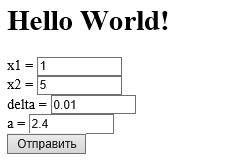 Hello World!
x1 = 1
x2 = 5
delta = 0.01
a = 2.4
Отправить